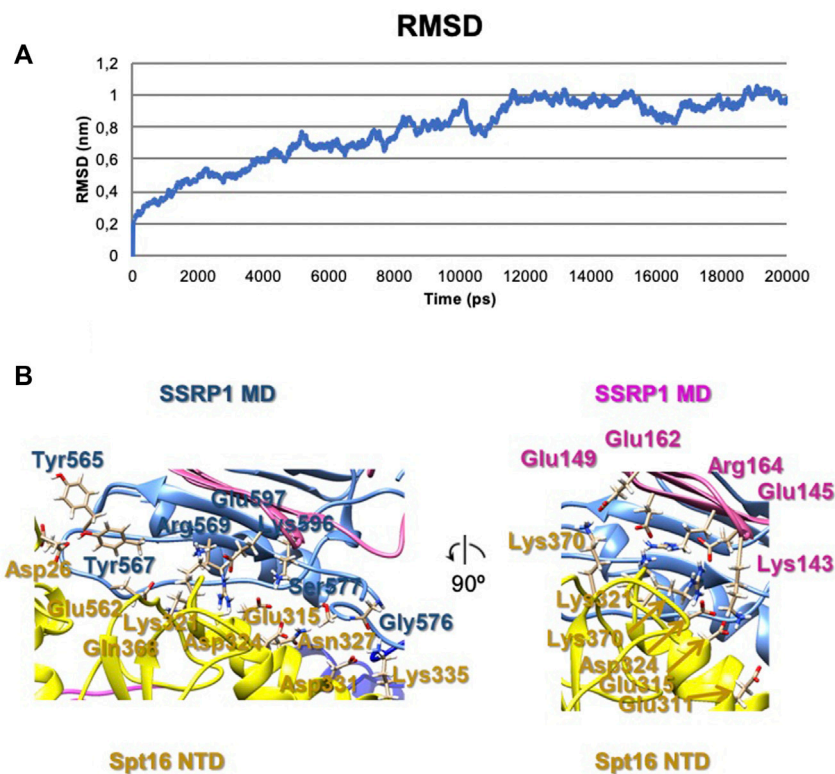 RMSD
A
1,2
1
0,8
0,6
0,4
0,2
0
RMSD (nm)
0 2000 4000 6000 8000 10000 12000 14000 16000 18000 20000
Time (ps)
B
SSRP1 MD
Tyr565
Glu597
Arg569
Lys596
Tyr567
Asp26
Ser577
Glu562
Glu315
Gly576
Lys321
Asp324
Asn327
Gln368
Asp331
Lys335
Spt16 NTD
90º
SSRP1 MD
Glu162
Glu149
Arg164
Glu145
Lys370
Lys143
Lys321
Lys370
Asp324
Glu315
Glu311
Spt16 NTD